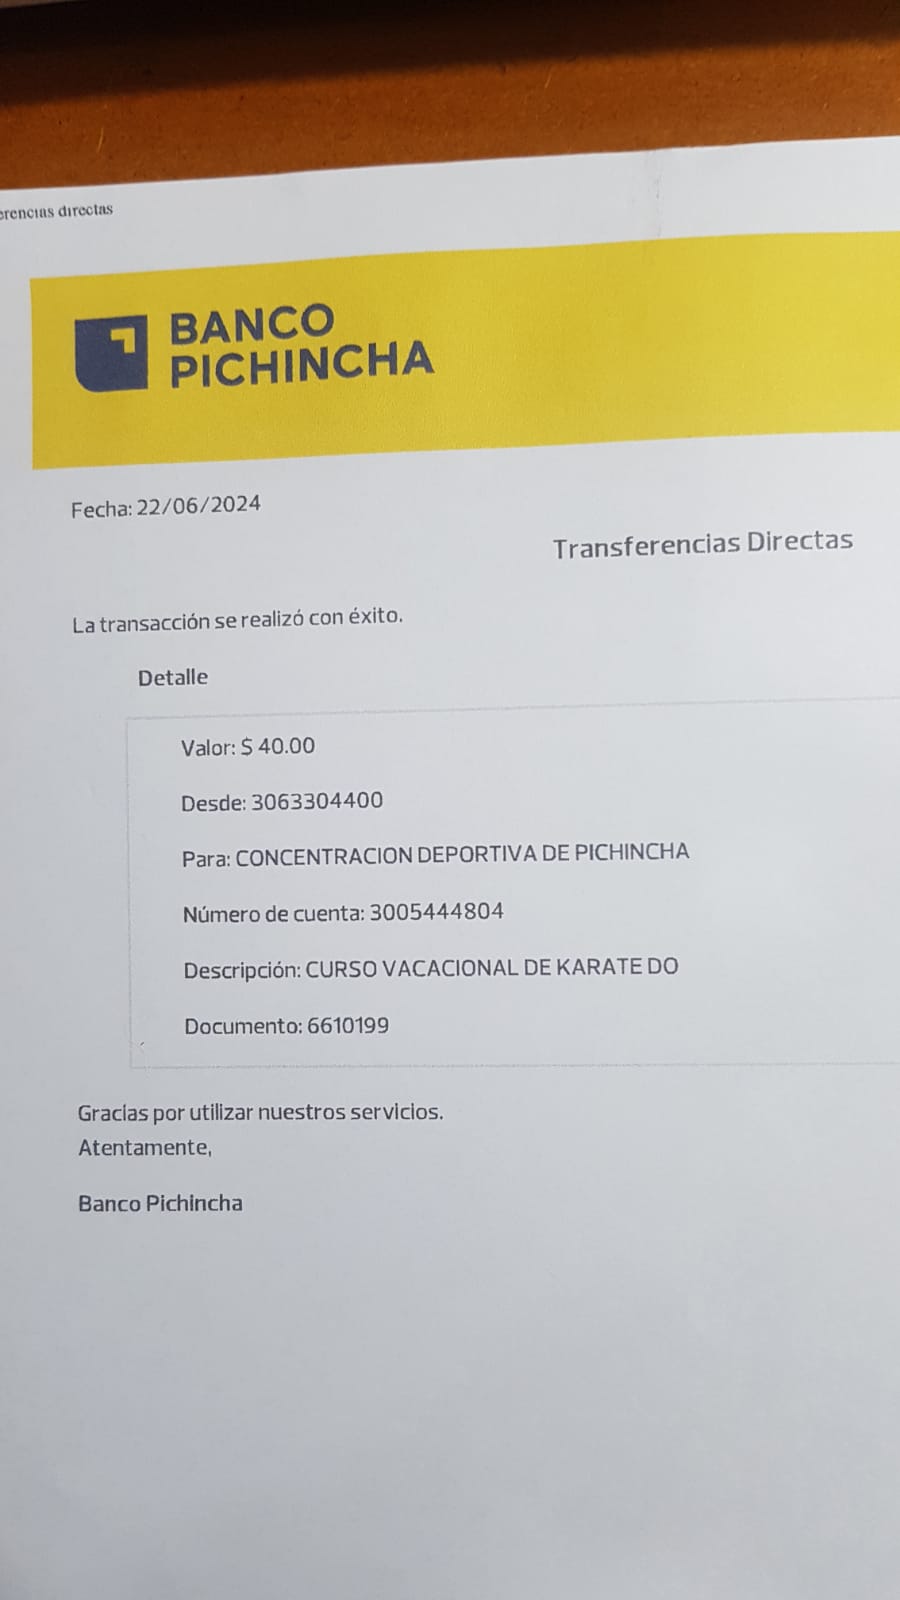 directas
BANCO
PICHINCHA
Fecha: 22/06/2024
Transferencias Directas
La transacción se realizó con éxito.
Detalle
Valor: $ 40.00
Desde: 3063304400
Para: CONCENTRACION DEPORTIVA DE PICHINCHA
Número de cuenta: 3005444804
Descripción: CURSO VACACIONAL DE KARATE DO
Documento: 6610199
Gracias por utilizar nuestros servicios.
Atentamente,
Banco Pichincha